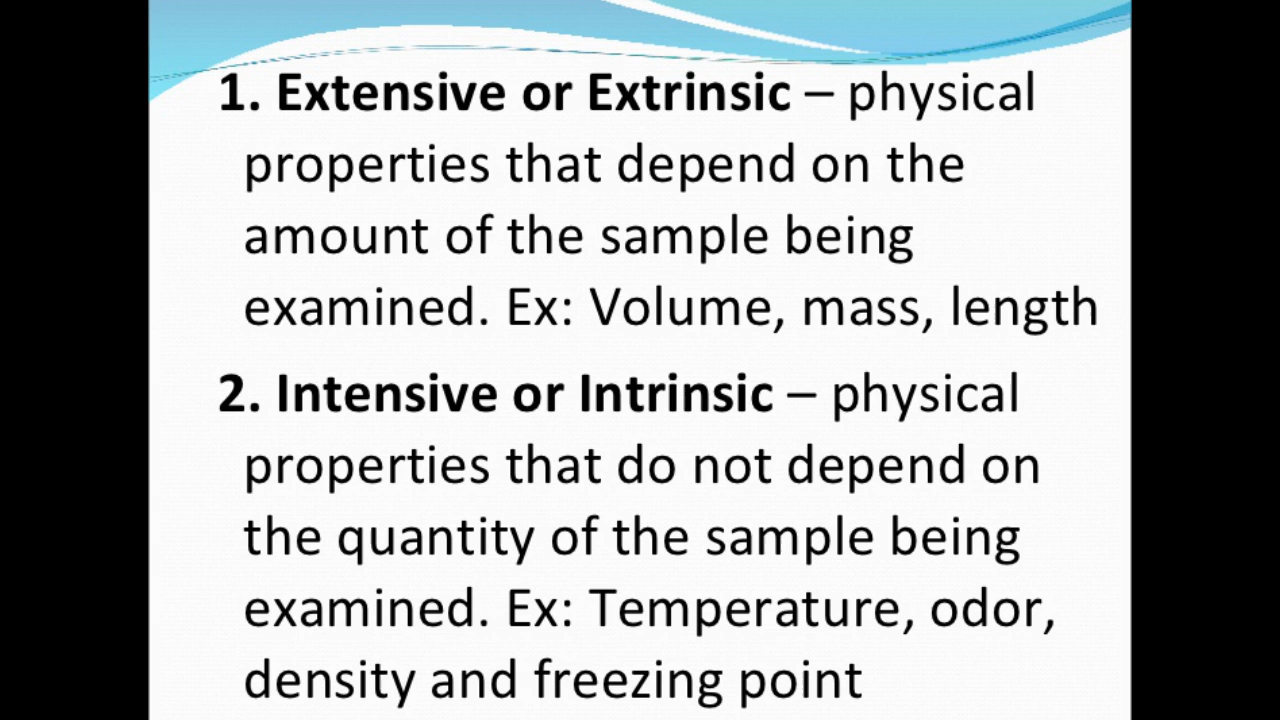 1. Extensive or Extrinsic – physical
properties that depend on the
amount of the sample being
examined. Ex: Volume, mass, length
2. Intensive or Intrinsic – physical
properties that do not depend on
the quantity of the sample being
examined. Ex: Temperature, odor,
density and freezing point